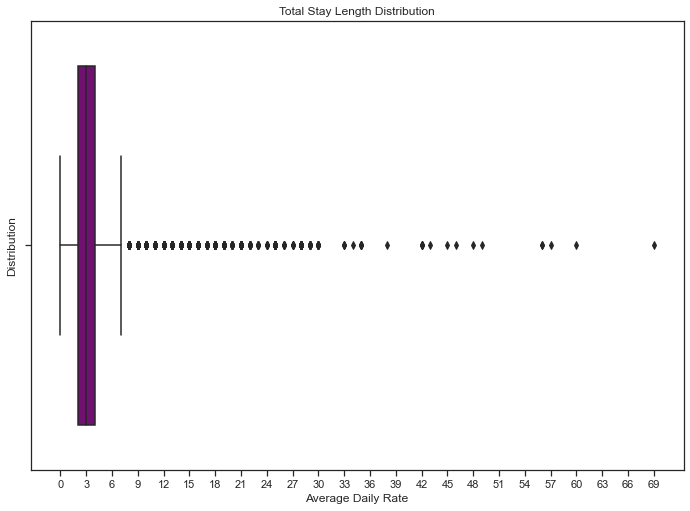 Total Stay Length Distribution
Distribution
0 3 6 9 12 15 18 21 24 27 30 33 36 39 42 45 48 51 54 57 60 63 66 69
Average Daily Rate